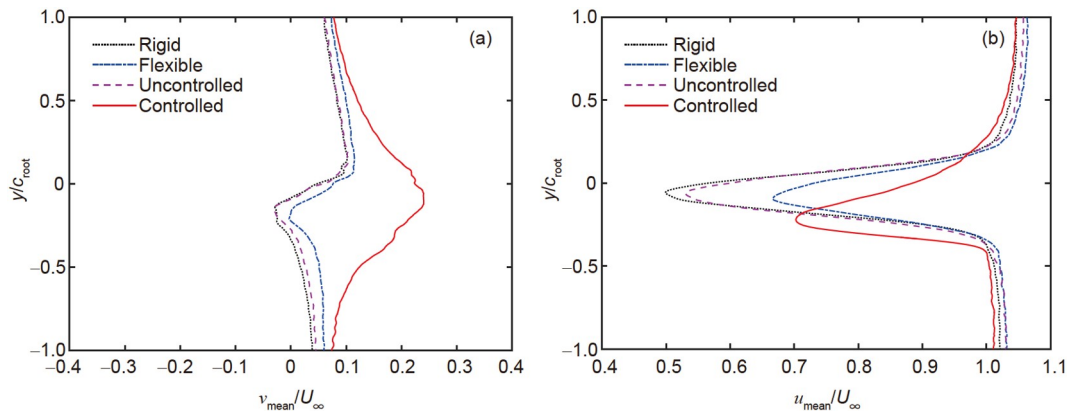 1.0
0.5
0
−0.5
−1.0
y/c_root
(a)
Rigid
Flexible
Uncontrolled
Controlled
−0.4 −0.3 −0.2 −0.1 0 0.1 0.2 0.3 0.4
v_mean/U_∞
1.0
0.5
0
−0.5
−1.0
y/c_root
(b)
Rigid
Flexible
Uncontrolled
Controlled
0.4 0.5 0.6 0.7 0.8 0.9 1.0 1.1
u_mean/U_∞